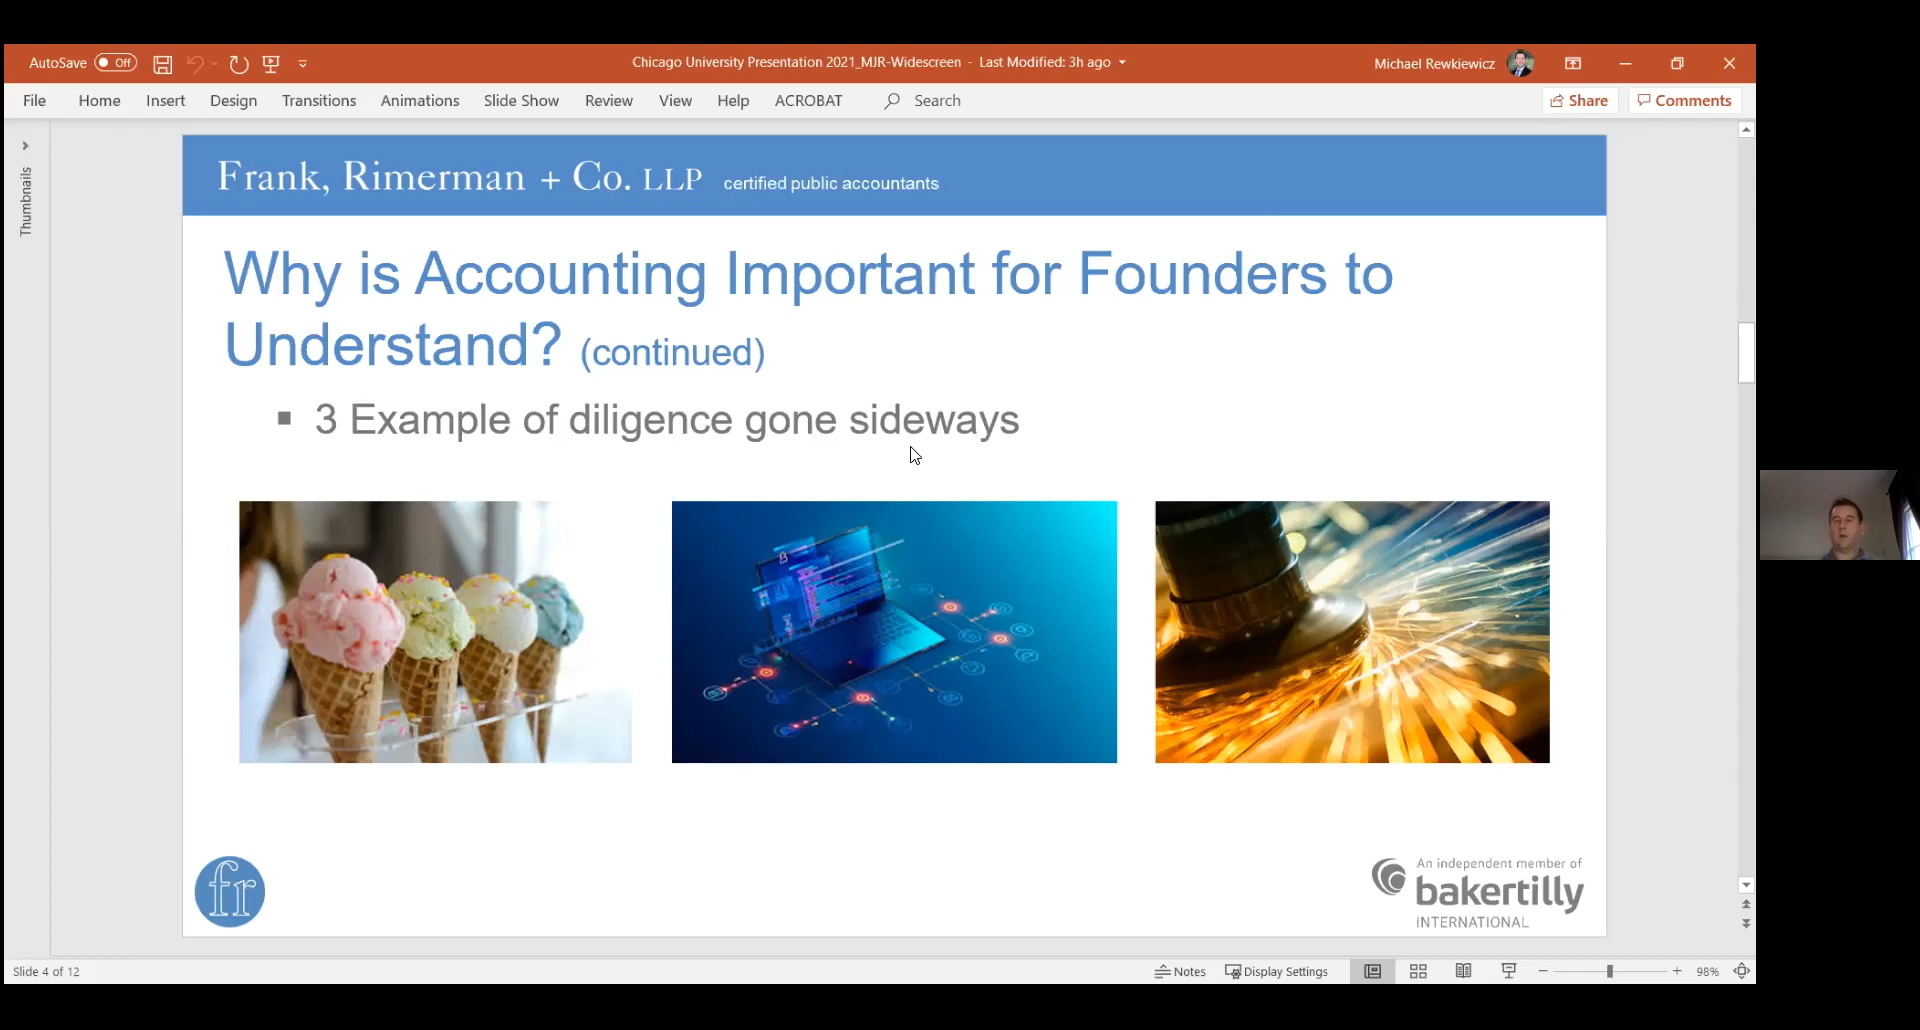 AutoSave Off
Chicago University Presentation 2021_MJR-Widescreen - Last Modified: 3h ago
Michael Rewkiewicz
File Home Insert Design Transitions Animations Slide Show Review View Help ACROBAT Search
Share Comments
Thumbnails
Frank, Rimerman + Co. LLP certified public accountants
Why is Accounting Important for Founders to
Understand? (continued)
3 Example of diligence gone sideways
fr
An independent member of
bakertilly
INTERNATIONAL
Slide 4 of 12
Notes Display Settings 98%